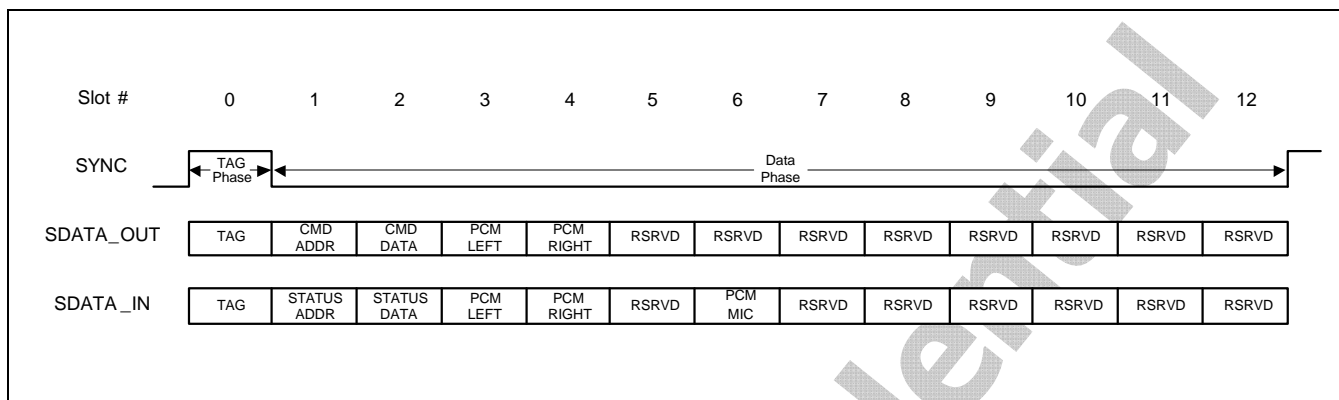 Slot # 0 1 2 3 4 5 6 7 8 9 10 11 12
SYNC
TAG
Phase
Data
Phase
SDATA_OUT TAG CMD ADDR CMD DATA PCM LEFT PCM RIGHT RSRVD RSRVD RSRVD RSRVD RSRVD RSRVD RSRVD RSRVD
SDATA_IN TAG STATUS ADDR STATUS DATA PCM LEFT PCM RIGHT RSRVD PCM MIC RSRVD RSRVD RSRVD RSRVD RSRVD RSRVD
dential